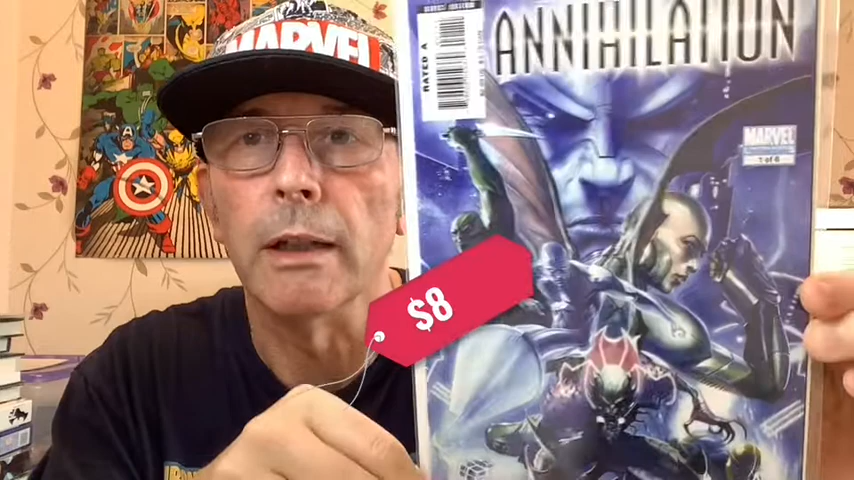 MARVEL
RATED A
ANNIHILATION
MARVEL
1 of 6
$8